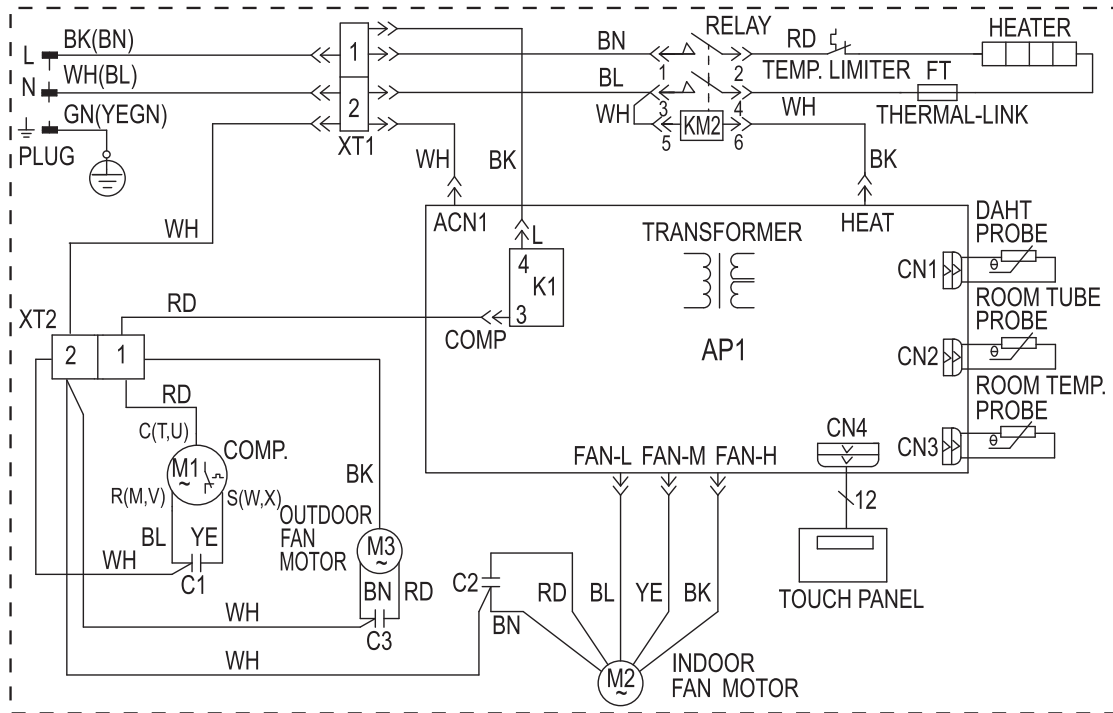 L
BK(BN)
N
WH(BL)
GN(YEGN)
PLUG
1
2
XT1
BN
BL
WH
RELAY
1
2
3
4
5
6
KM2
RD
TEMP. LIMITER
HEATER
FT
THERMAL-LINK
WH
WH
BK
BK
WH
ACN1
L
4
K1
3
COMP
TRANSFORMER
AP1
HEAT
DAHT
PROBE
CN1
θ
ROOM TUBE
PROBE
CN2
θ
ROOM TEMP.
PROBE
CN3
θ
RD
XT2
2
1
RD
C(T,U)
M1
~
COMP.
R(M,V)
S(W,X)
BL
YE
C1
WH
BK
OUTDOOR
FAN
MOTOR
M3
~
BN
RD
C3
WH
WH
C2
BN
RD
BL
YE
BK
FAN-L
FAN-M
FAN-H
CN4
12
TOUCH PANEL
M2
~
INDOOR
FAN MOTOR